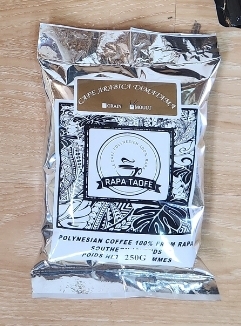 CAFE ARABICA TAMATAMA
GRAIN MOULU
RAPA TAOFE
POLYNESIAN COFFEE 100% FROM RAPA
POIDS NET 250G